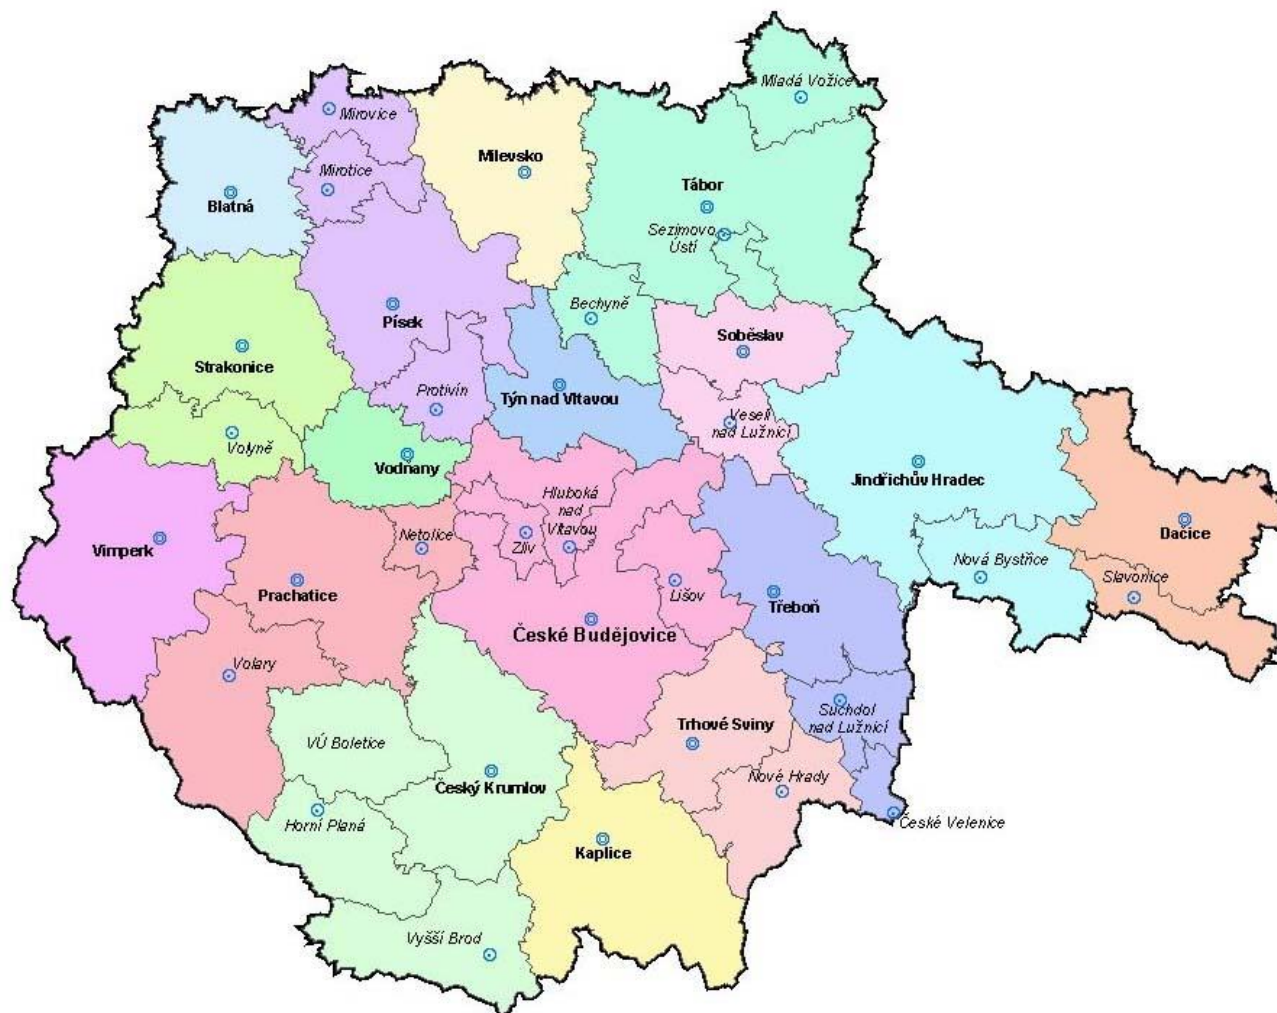 Mladá Vožice
Mirovice
Milevsko
Mirotice
Tábor
Blatná
Sezimovo
Ústí
Bechyně
Písek
Soběslav
Strakonice
Protivín
Týn nad Vltavou
Veselí
nad Lužnicí
Volyně
Vodňany
Jindřichův Hradec
Hluboká
nad
Vltavou
Netolice
Zliv
Vimperk
Dačice
Nová Bystřice
Slavonice
Prachatice
Lišov
Třeboň
České Budějovice
Volary
Suchdol
nad Lužnicí
Trhové Sviny
VÚ Boletice
Nové Hrady
Český Krumlov
Horní Planá
České Velenice
Kaplice
Vyšší Brod